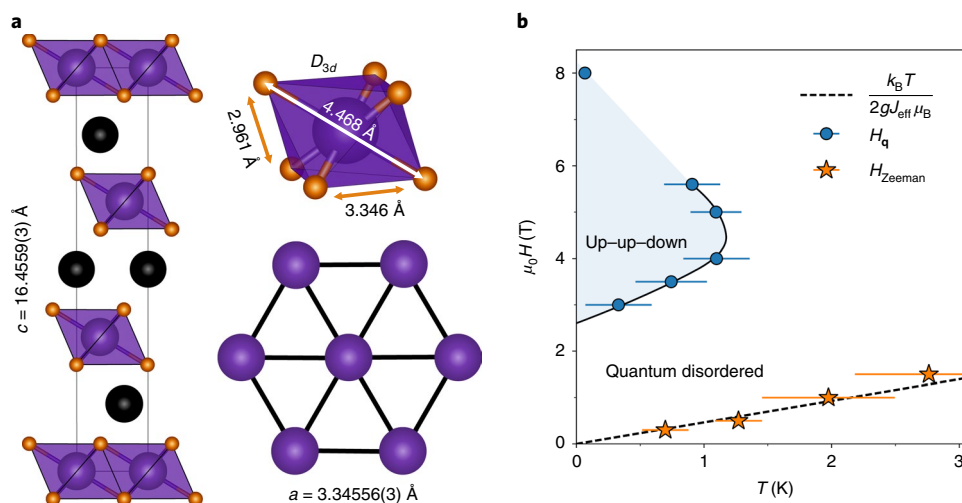 a
c = 16.4559(3) Å
D3d
2.961 Å
4.468 Å
3.346 Å
a = 3.34556(3) Å
b
μ0H (T)
8
6
4
2
0
kBT
2gJeffμB
Hq
HZeeman
Up–up–down
Quantum disordered
0 1 2 3
T (K)